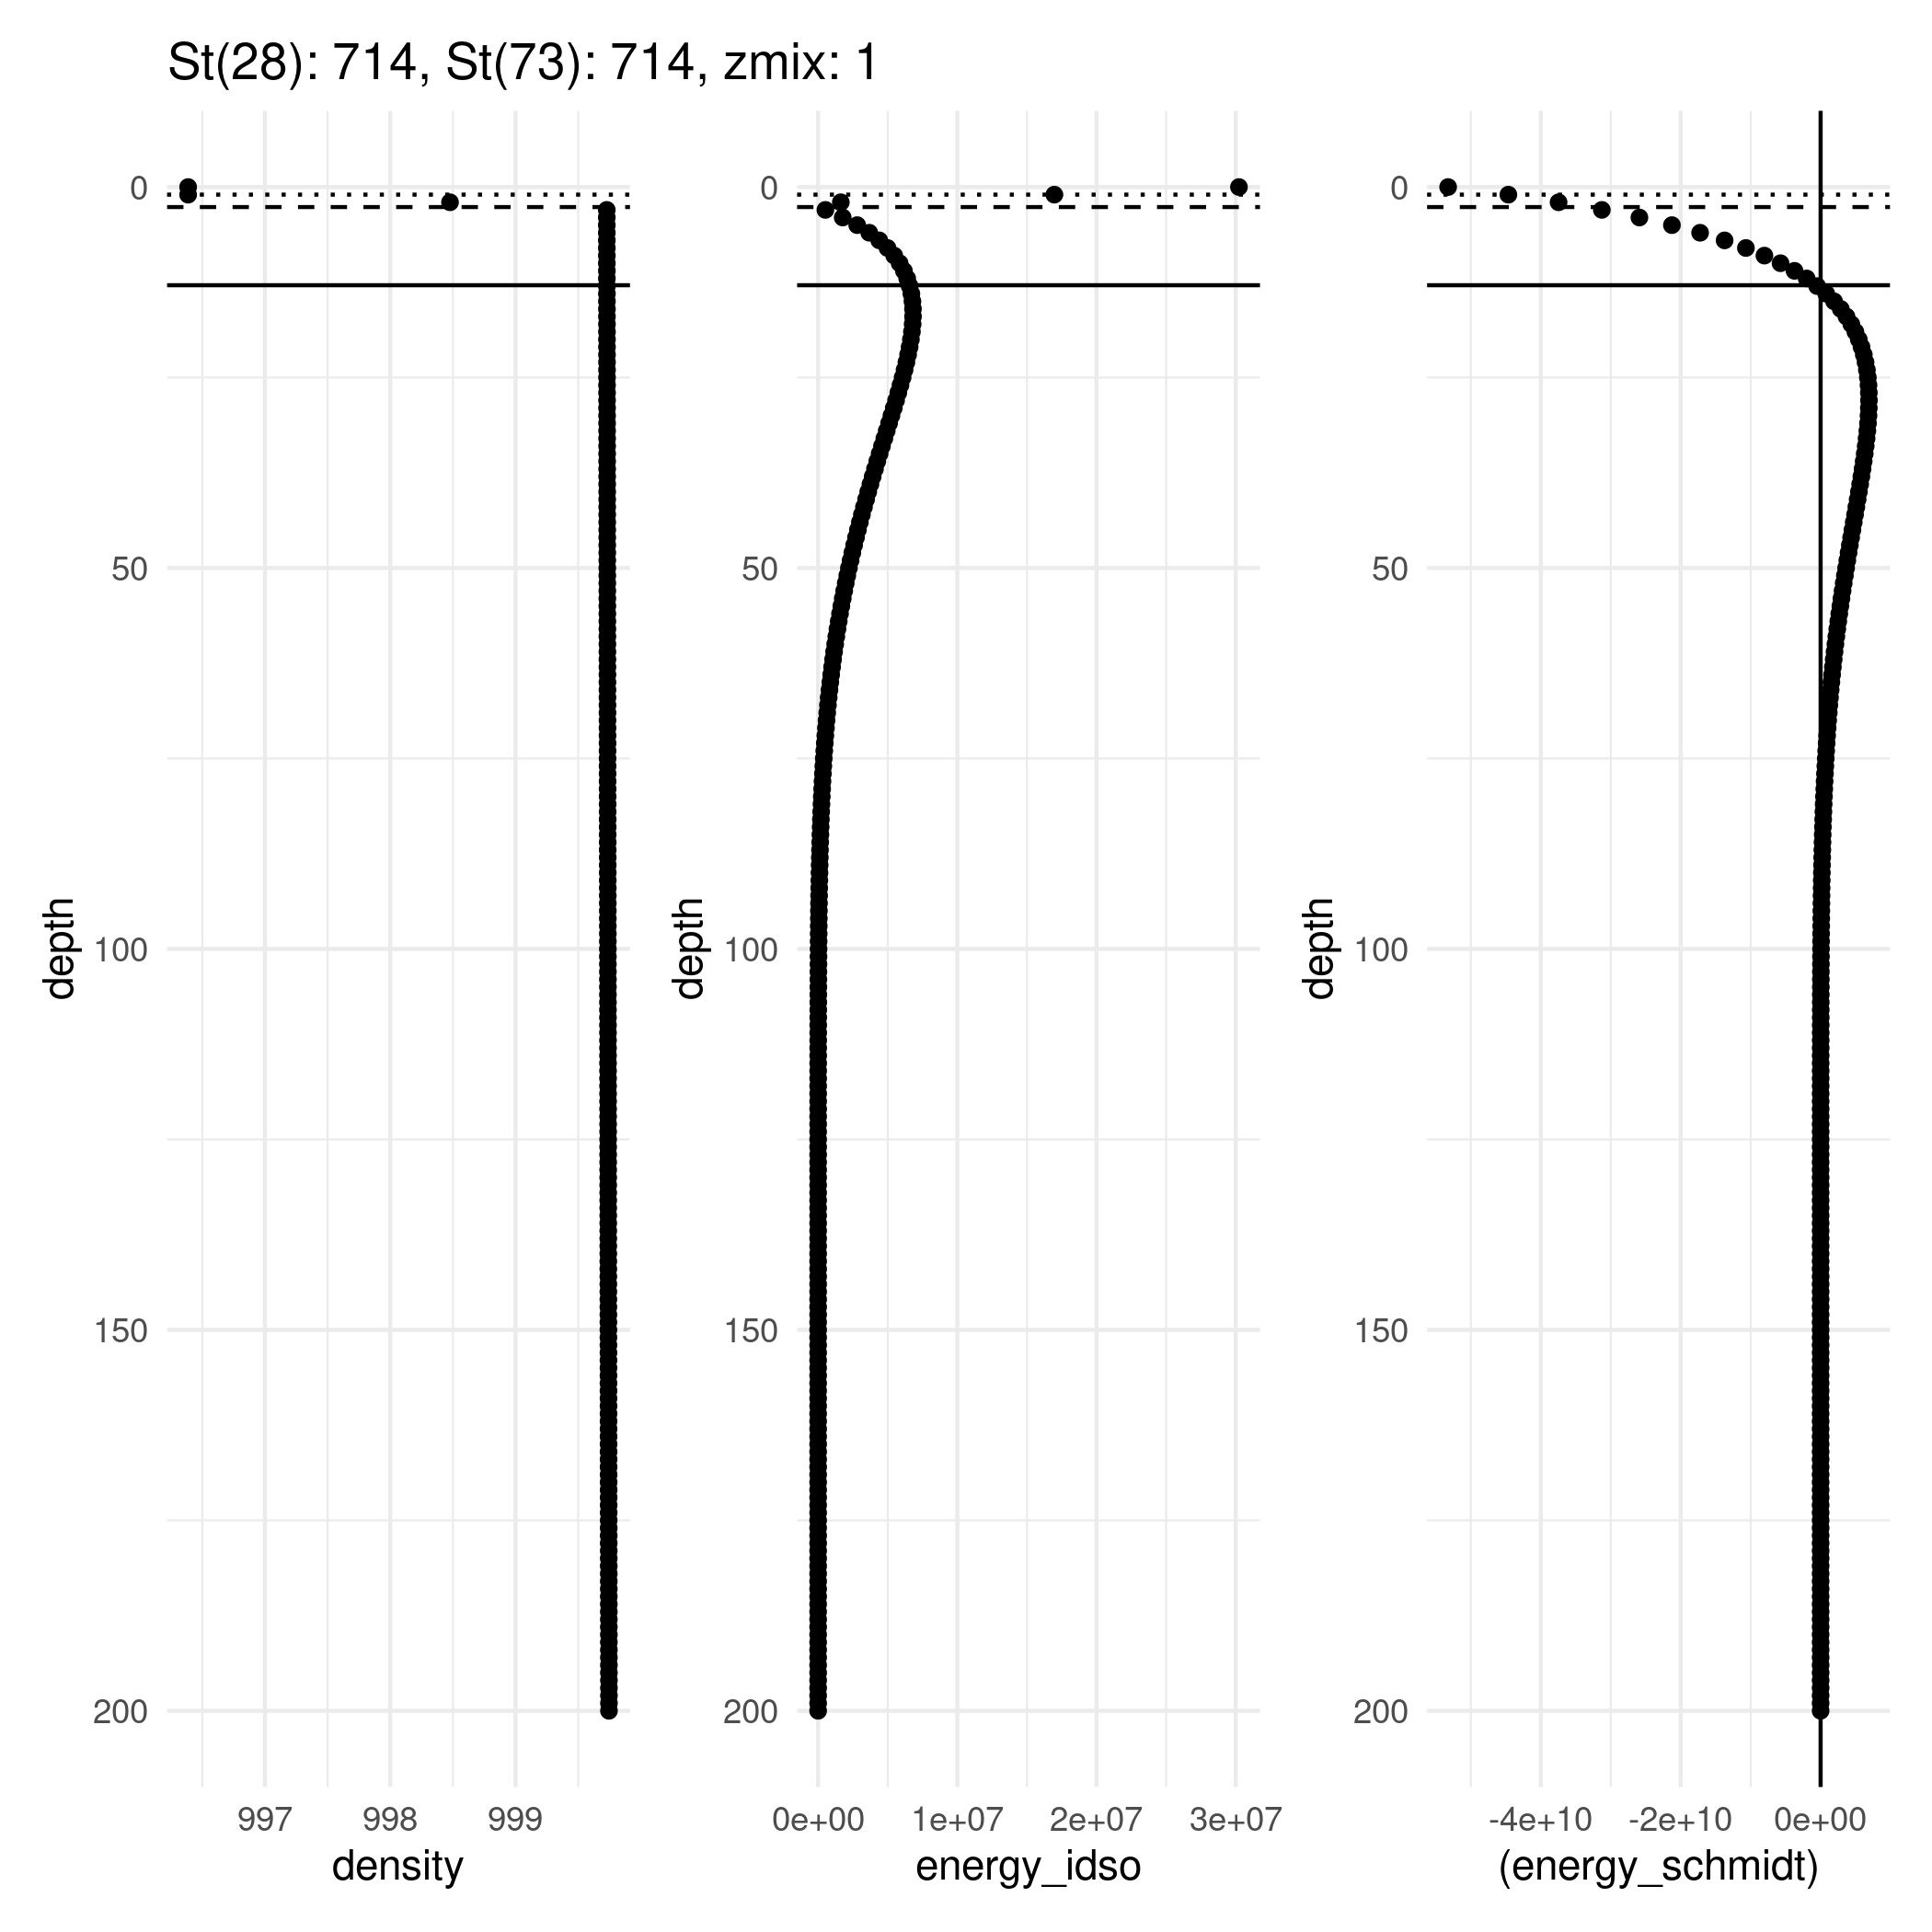 St(28): 714, St(73): 714, zmix: 1
0
50
100
150
200
depth
997 998 999
density
0
50
100
150
200
depth
0e+00 1e+07 2e+07 3e+07
energy_idso
0
50
100
150
200
depth
-4e+10 -2e+10 0e+00
(energy_schmidt)